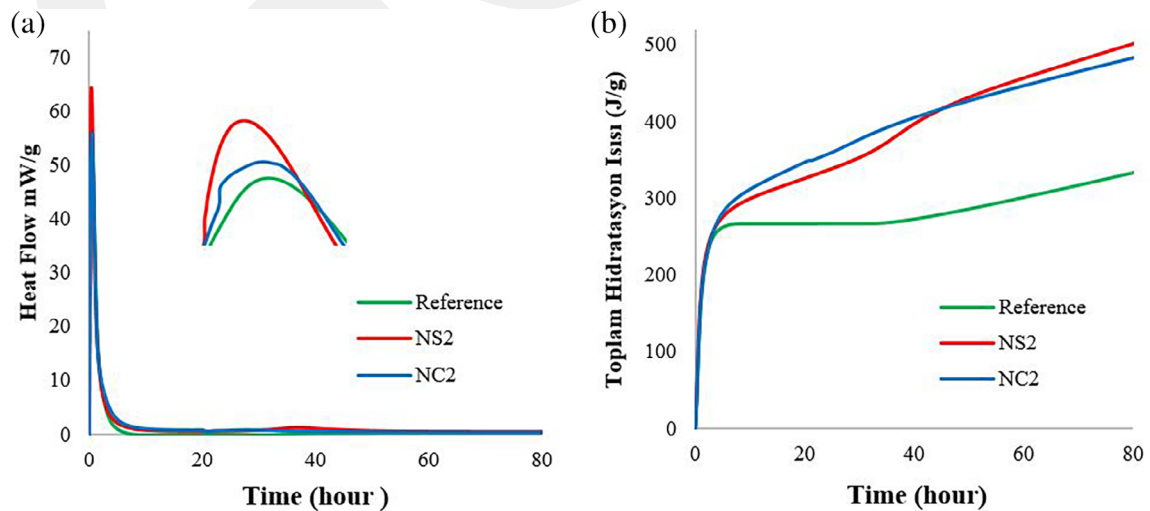 (a)
70
60
50
40
30
20
10
0
Heat Flow mW/g
Reference
NS2
NC2
0 20 40 60 80
Time (hour )
(b)
500
400
300
200
100
0
Toplam Hidratasyon Isısı (J/g)
Reference
NS2
NC2
0 20 40 60 80
Time (hour)